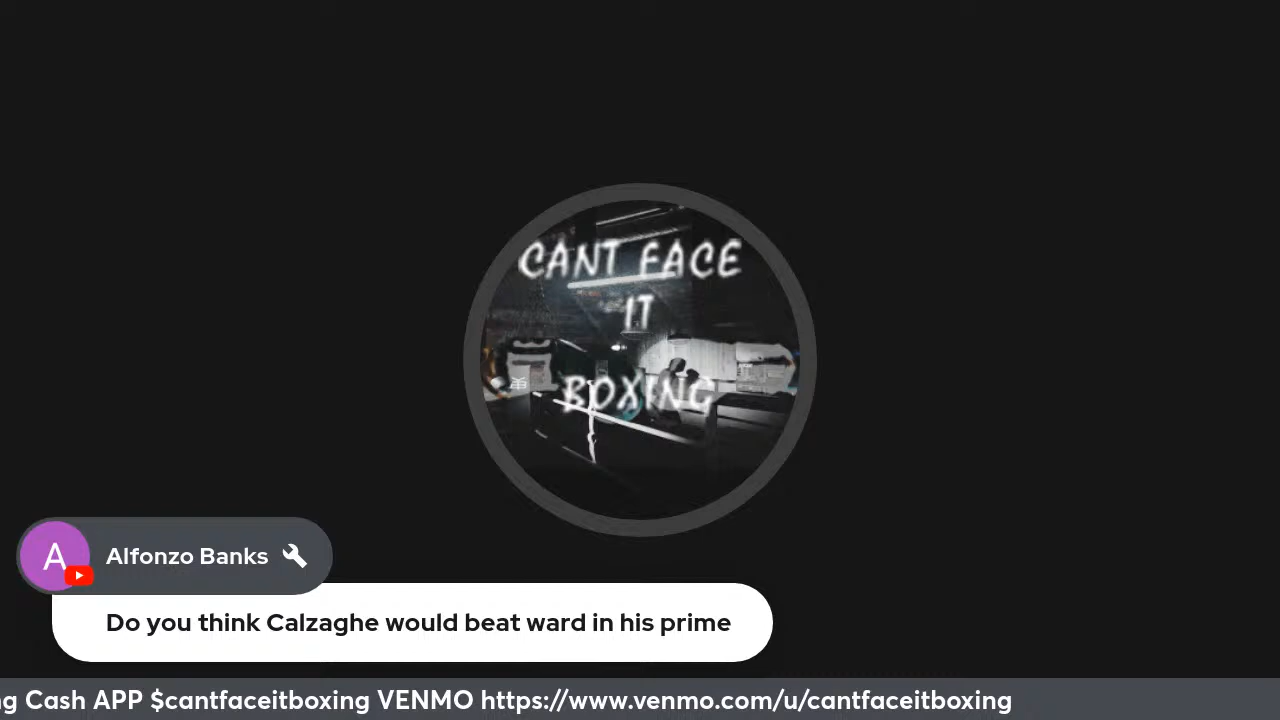 CANT FACE
IT
BOXING
A
Alfonzo Banks
Do you think Calzaghe would beat ward in his prime
ng Cash APP $cantfaceitboxing VENMO https://www.venmo.com/u/cantfaceitboxing